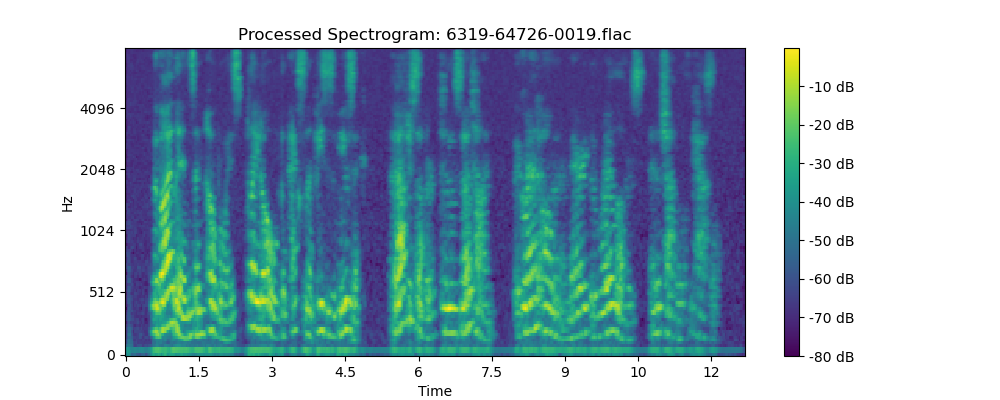 Processed Spectrogram: 6319-64726-0019.flac
Hz
4096
2048
1024
512
0
0 1.5 3 4.5 6 7.5 9 10 12
Time
-10 dB
-20 dB
-30 dB
-40 dB
-50 dB
-60 dB
-70 dB
-80 dB